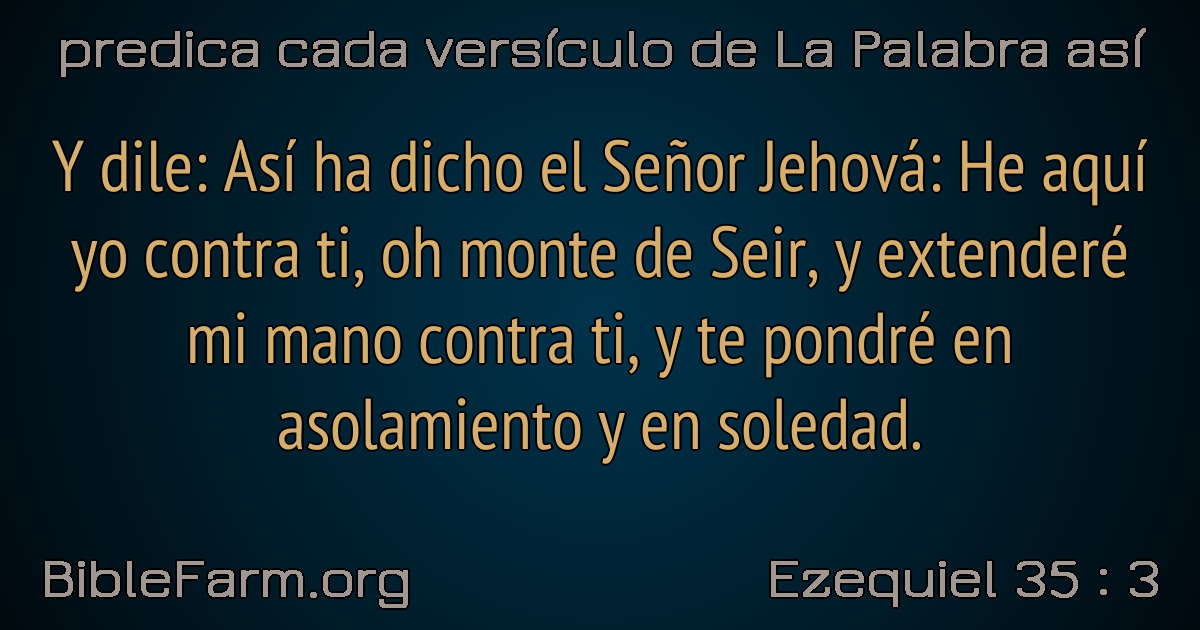 predica cada versículo de La Palabra así
Y dile: Así ha dicho el Señor Jehová: He aquí
yo contra ti, oh monte de Seir, y extenderé
mi mano contra ti, y te pondré en
asolamiento y en soledad.
BibleFarm.org
Ezequiel 35 : 3